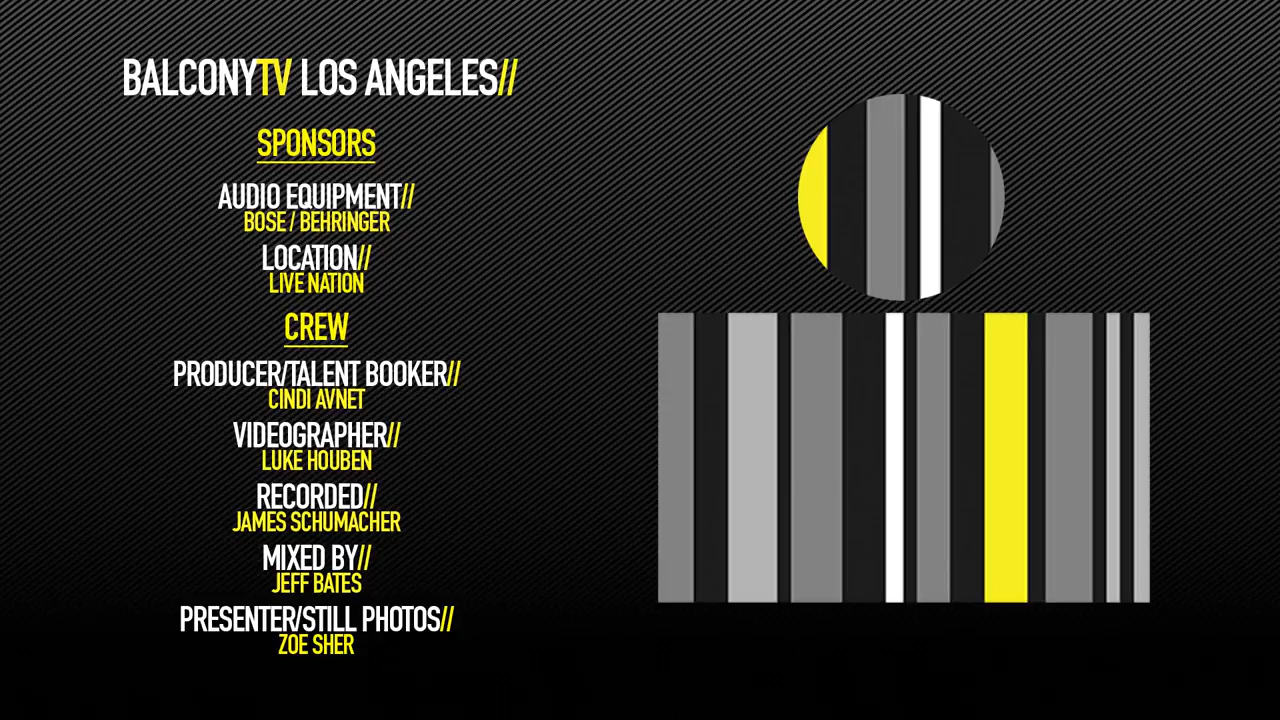 BALCONYTV LOS ANGELES//
SPONSORS
AUDIO EQUIPMENT//
BOSE / BEHRINGER
LOCATION//
LIVE NATION
CREW
PRODUCER/TALENT BOOKER//
CINDI AVNET
VIDEOGRAPHER//
LUKE HOUBEN
RECORDED//
JAMES SCHUMACHER
MIXED BY//
JEFF BATES
PRESENTER/STILL PHOTOS//
ZOE SHER